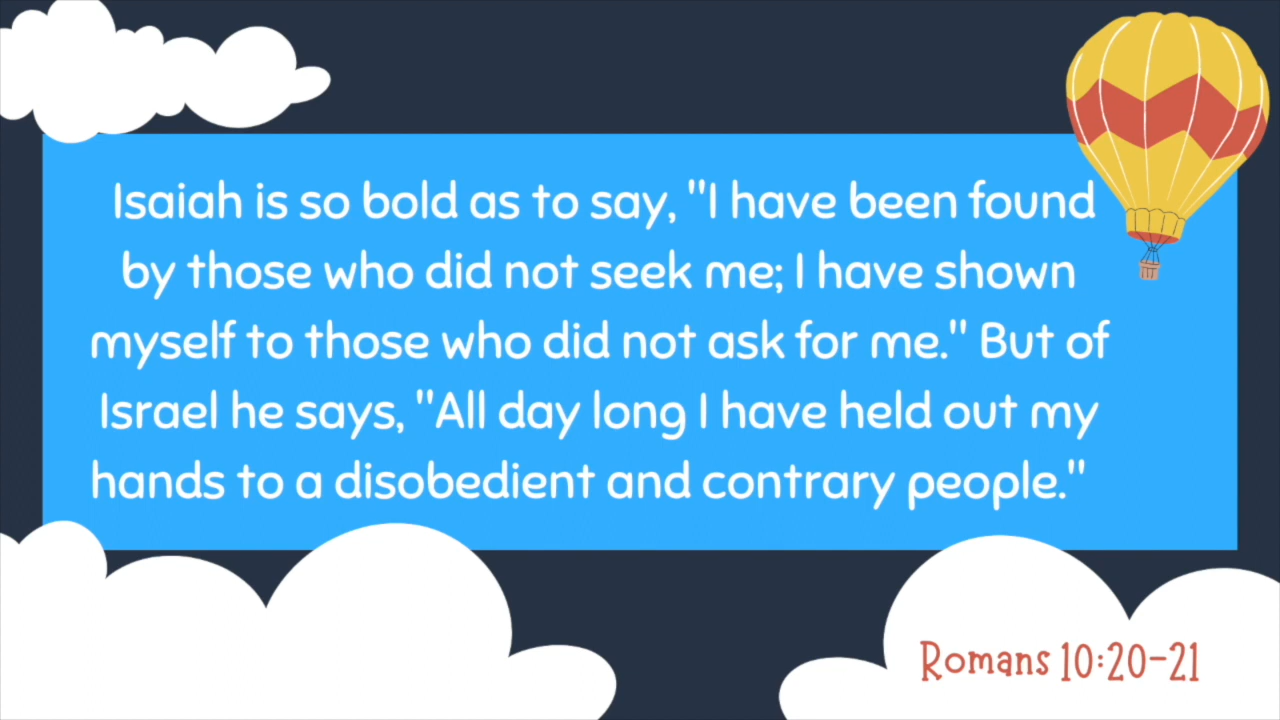 Isaiah is so bold as to say, "I have been found
by those who did not seek me; I have shown
myself to those who did not ask for me." But of
Israel he says, "All day long I have held out my
hands to a disobedient and contrary people."
Romans 10:20-21